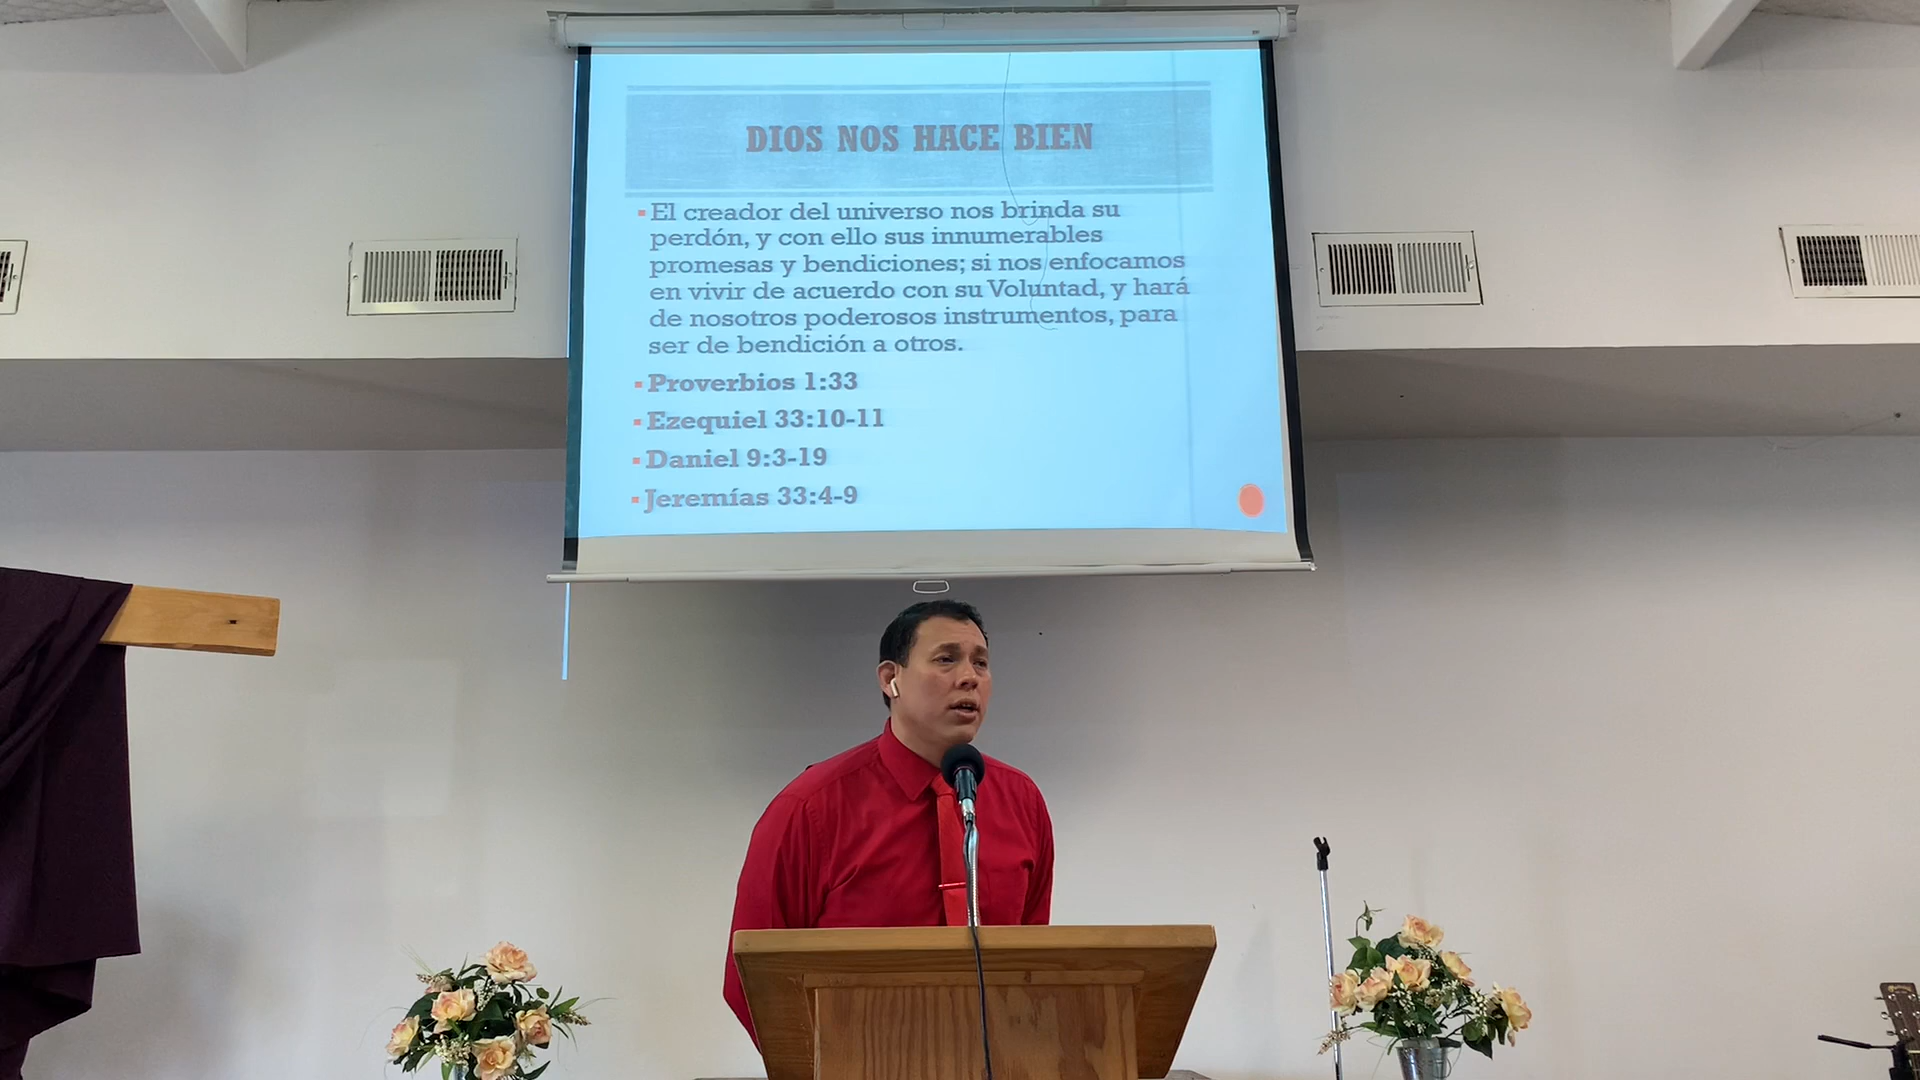 DIOS NOS HACE BIEN
▪El creador del universo nos brinda su
perdón, y con ello sus innumerables
promesas y bendiciones; si nos enfocamos
en vivir de acuerdo con su Voluntad, y hará
de nosotros poderosos instrumentos, para
ser de bendición a otros.
▪Proverbios 1:33
▪Ezequiel 33:10-11
▪Daniel 9:3-19
▪Jeremías 33:4-9